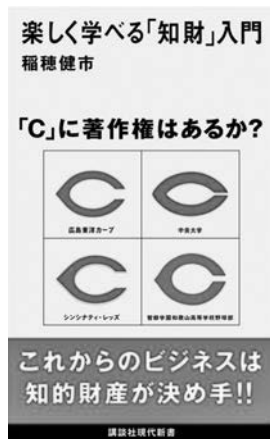 楽しく学べる「知財」入門
稲穂健市
「C」に著作権はあるか?
広島東洋カープ
中央大学
シンシナティ・レッズ
智辯学園和歌山高等学校野球部
これからのビジネスは
知的財産が決め手!!
講談社現代新書